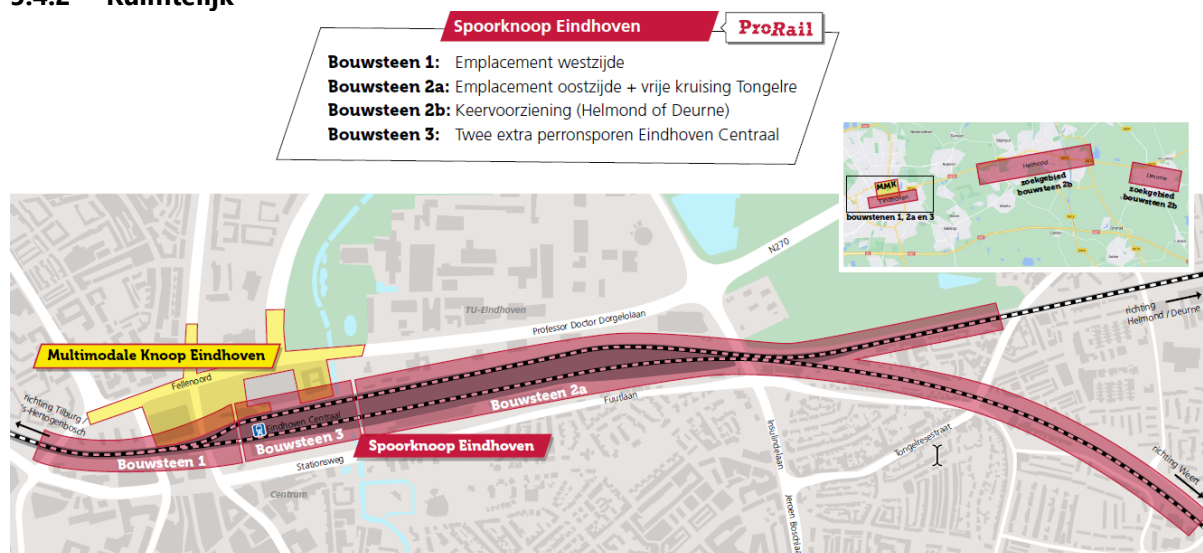 Spoorknoop Eindhoven
ProRail
Bouwsteen 1: Emplacement westzijde
Bouwsteen 2a: Emplacement oostzijde + vrije kruising Tongelre
Bouwsteen 2b: Keervoorziening (Helmond of Deurne)
Bouwsteen 3: Twee extra perronsporen Eindhoven Centraal
MMK
Eindhoven
bouwstenen 1, 2a en 3
Helmond
zoekgebied
bouwsteen 2b
Deurne
zoekgebied
bouwsteen 2b
N270
TU-Eindhoven
Professor Doctor Dorgelolaan
richting
Helmond / Deurne
Multimodale Knoop Eindhoven
Fellenoord
richting Tilburg /
's-Hertogenbosch
Eindhoven Centraal
Bouwsteen 1
Bouwsteen 3
Bouwsteen 2a
Fuutlaan
Spoorknoop Eindhoven
Stationsweg
Centrum
Insulindelaan
Jeroen Boschlaan
Tongelresestraat
richting Weert